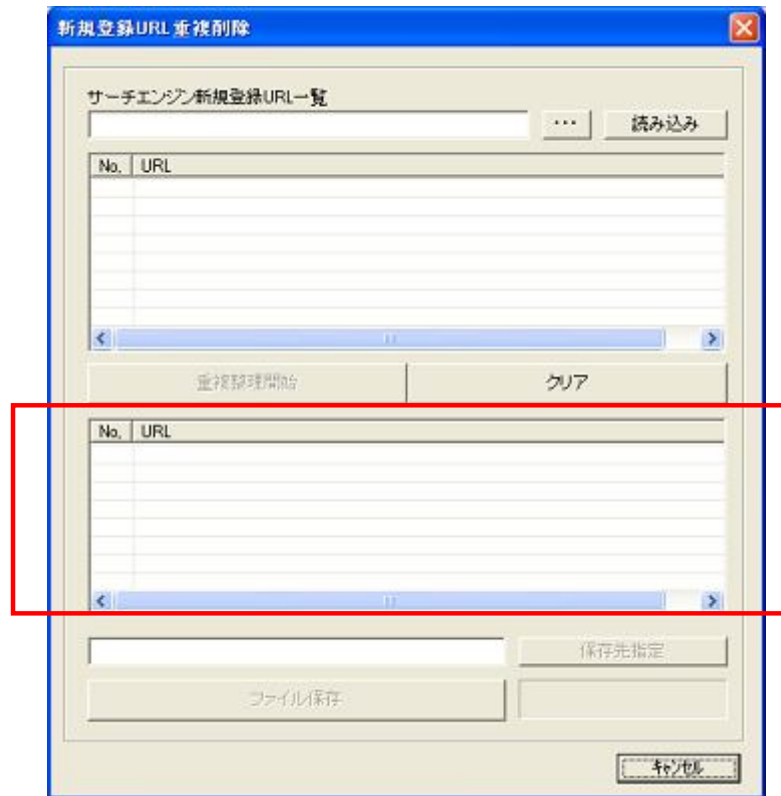 新規登録URL重複削除
サーチエンジン新規登録URL一覧
... 読み込み
No. URL
重複整理開始 クリア
No. URL
保存先指定
ファイル保存
キャンセル